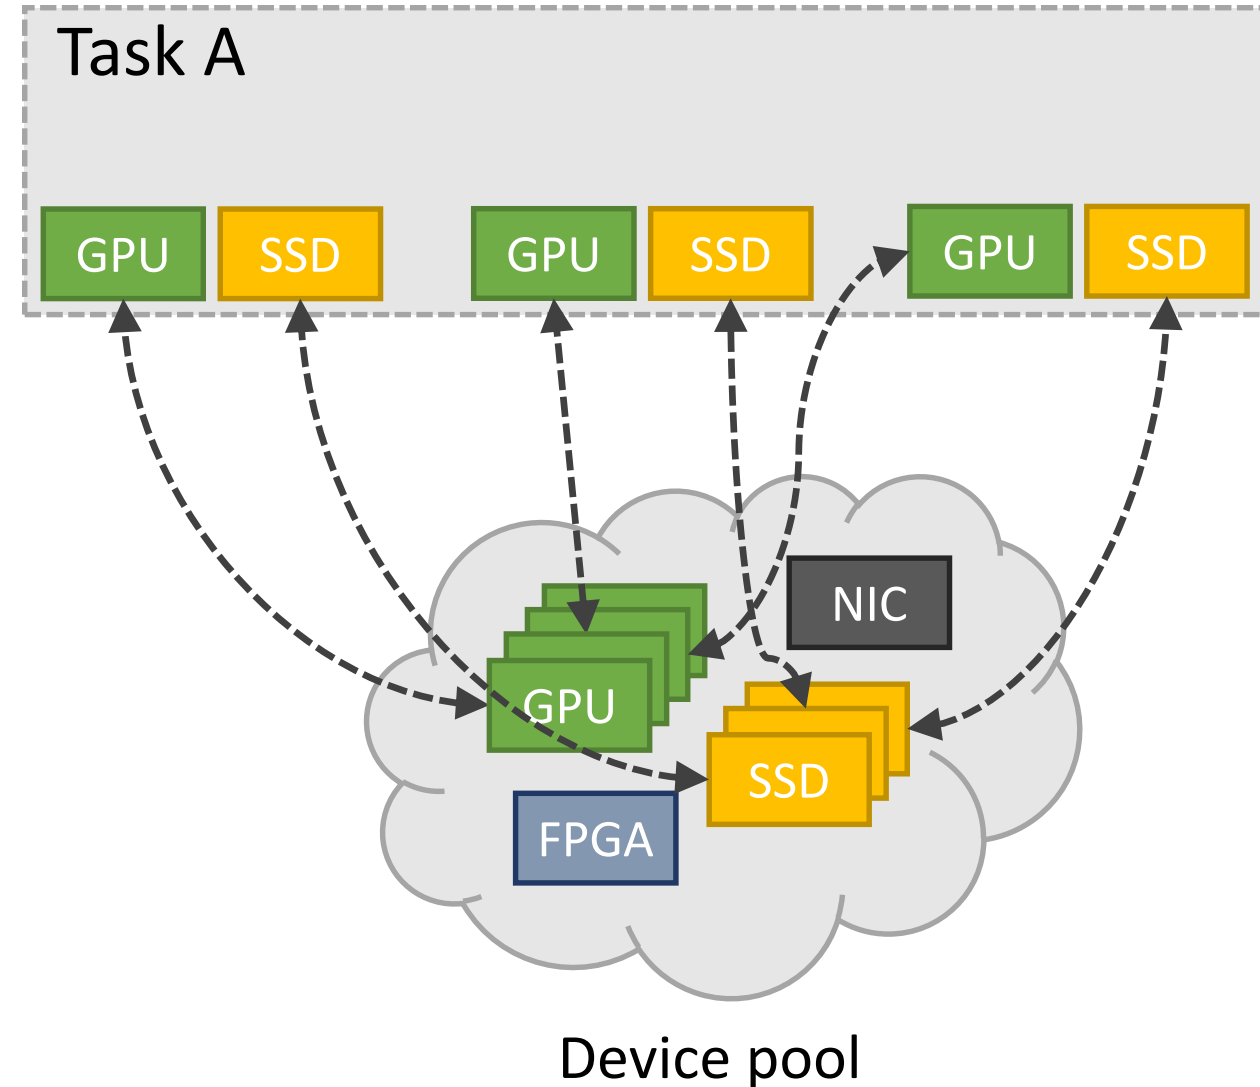 Task A
GPU SSD GPU SSD GPU SSD
NIC
GPU
SSD
FPGA
Device pool